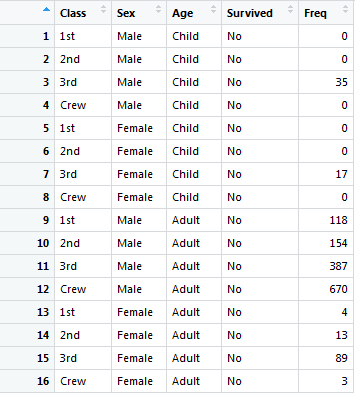 Class Sex Age Survived Freq
1 1st Male Child No 0
2 2nd Male Child No 0
3 3rd Male Child No 35
4 Crew Male Child No 0
5 1st Female Child No 0
6 2nd Female Child No 0
7 3rd Female Child No 17
8 Crew Female Child No 0
9 1st Male Adult No 118
10 2nd Male Adult No 154
11 3rd Male Adult No 387
12 Crew Male Adult No 670
13 1st Female Adult No 4
14 2nd Female Adult No 13
15 3rd Female Adult No 89
16 Crew Female Adult No 3